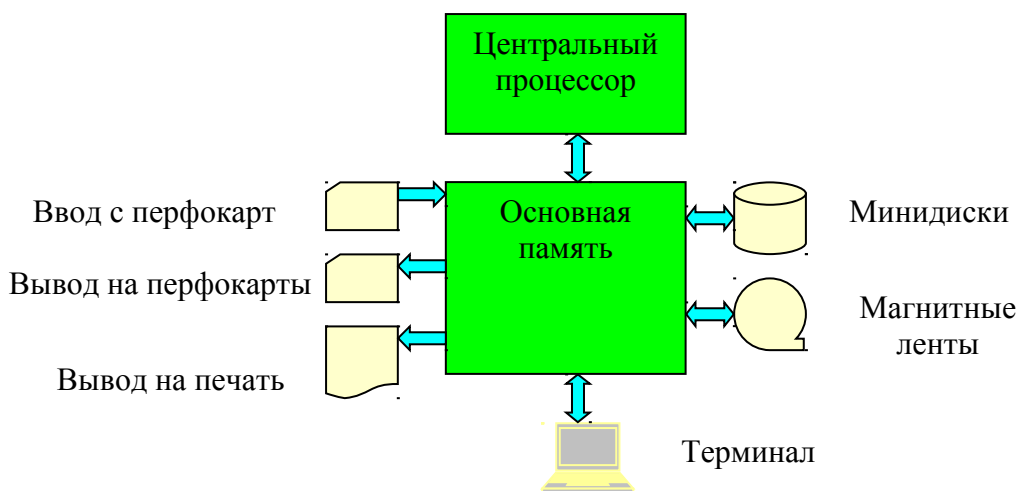 Центральный
процессор
Ввод с перфокарт
Основная
память
Минидиски
Вывод на перфокарты
Магнитные
ленты
Вывод на печать
Терминал